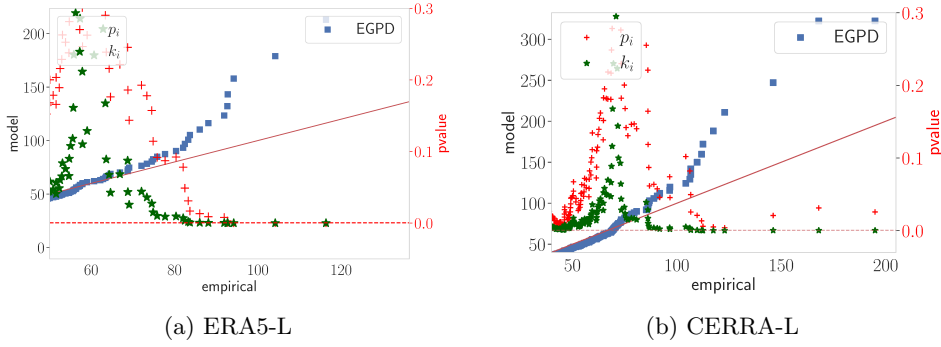 200
150
100
50
0
model
60
80
100
120
empirical
0.3
0.2
0.1
0.0
pvalue
p_i
k_i
EGPD
(a) ERA5-L
300
250
200
150
100
50
model
50
100
150
200
empirical
0.3
0.2
0.1
0.0
pvalue
p_i
k_i
EGPD
(b) CERRA-L